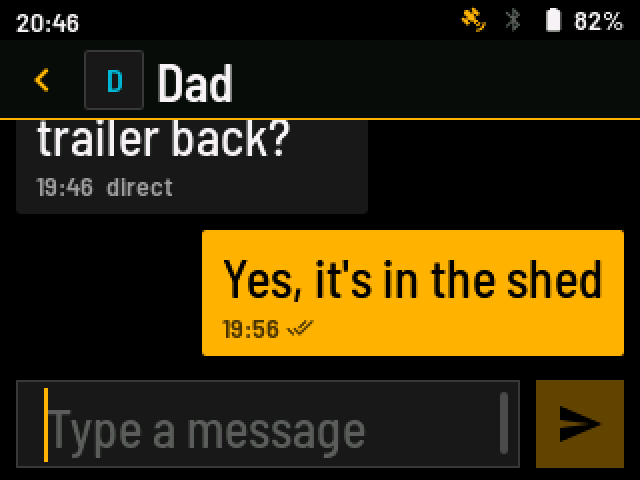 20:46
82%
D
Dad
trailer back?
19:46 direct
Yes, it's in the shed
19:56
Type a message